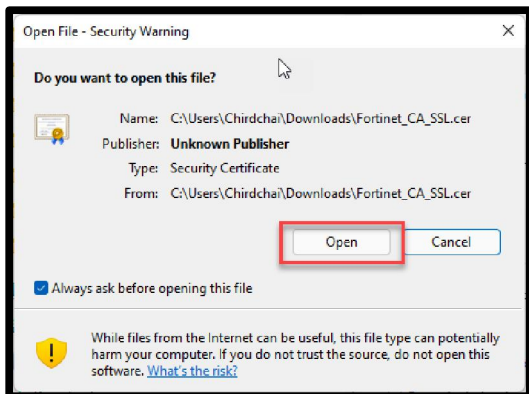 Open File - Security Warning
Do you want to open this file?
Name: C:\Users\Chirdchai\Downloads\Fortinet_CA_SSL.cer
Publisher: Unknown Publisher
Type: Security Certificate
From: C:\Users\Chirdchai\Downloads\Fortinet_CA_SSL.cer
Open Cancel
Always ask before opening this file
While files from the Internet can be useful, this file type can potentially
harm your computer. If you do not trust the source, do not open this
software. What's the risk?